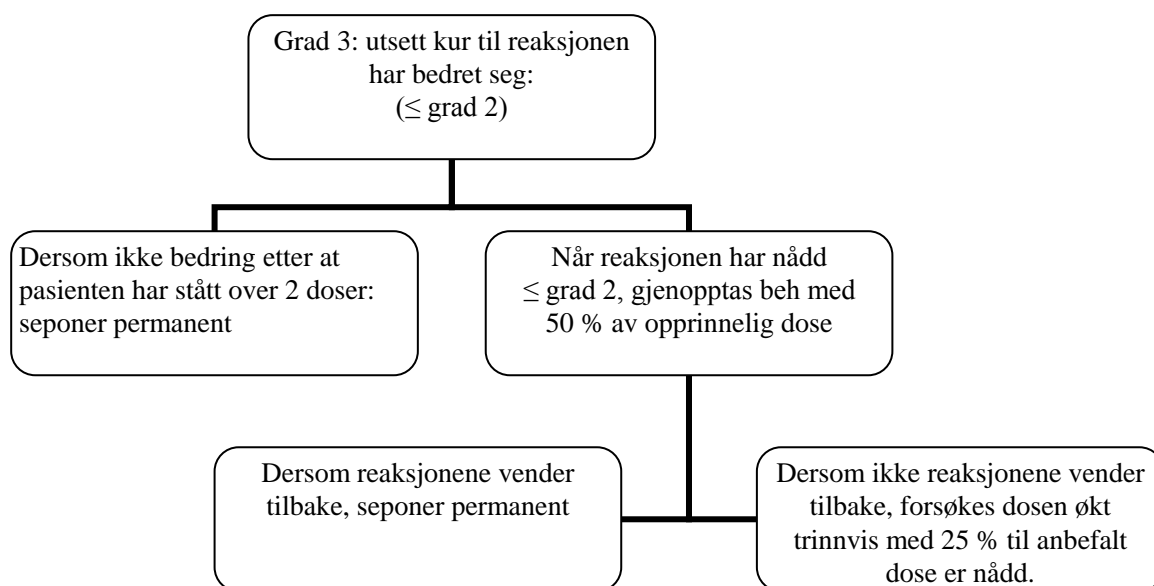 Grad 3: utsett kur til reaksjonen
har bedret seg:
(≤ grad 2)
Dersom ikke bedring etter at
pasienten har stått over 2 doser:
seponer permanent
Når reaksjonen har nådd
≤ grad 2, gjenopptas beh med
50 % av opprinnelig dose
Dersom reaksjonene vender
tilbake, seponer permanent
Dersom ikke reaksjonene vender
tilbake, forsøkes dosen økt
trinnvis med 25 % til anbefalt
dose er nådd.